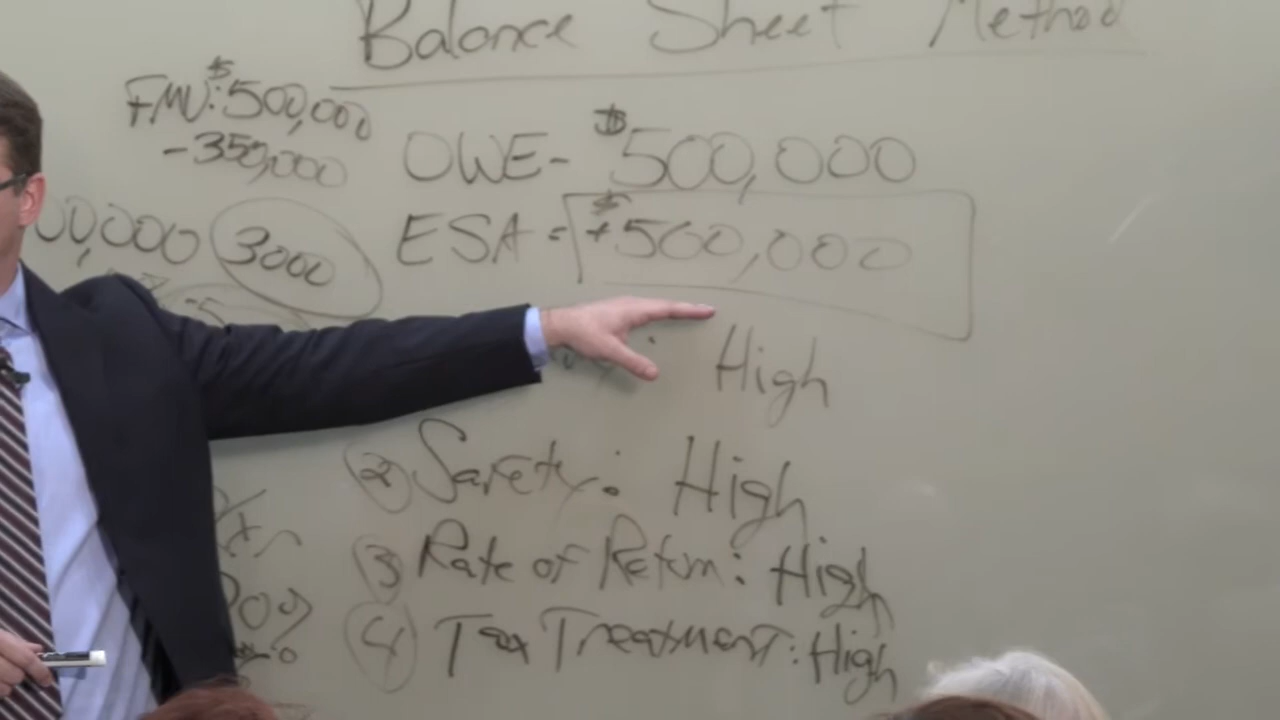 Balance Sheet Method
FMV: $500,000
-350,000
OWE- $500,000
00,000 3000
ESA = $+500,000
High
2 Safety: High
3 Rate of Return: High
4 Tax Treatment: High